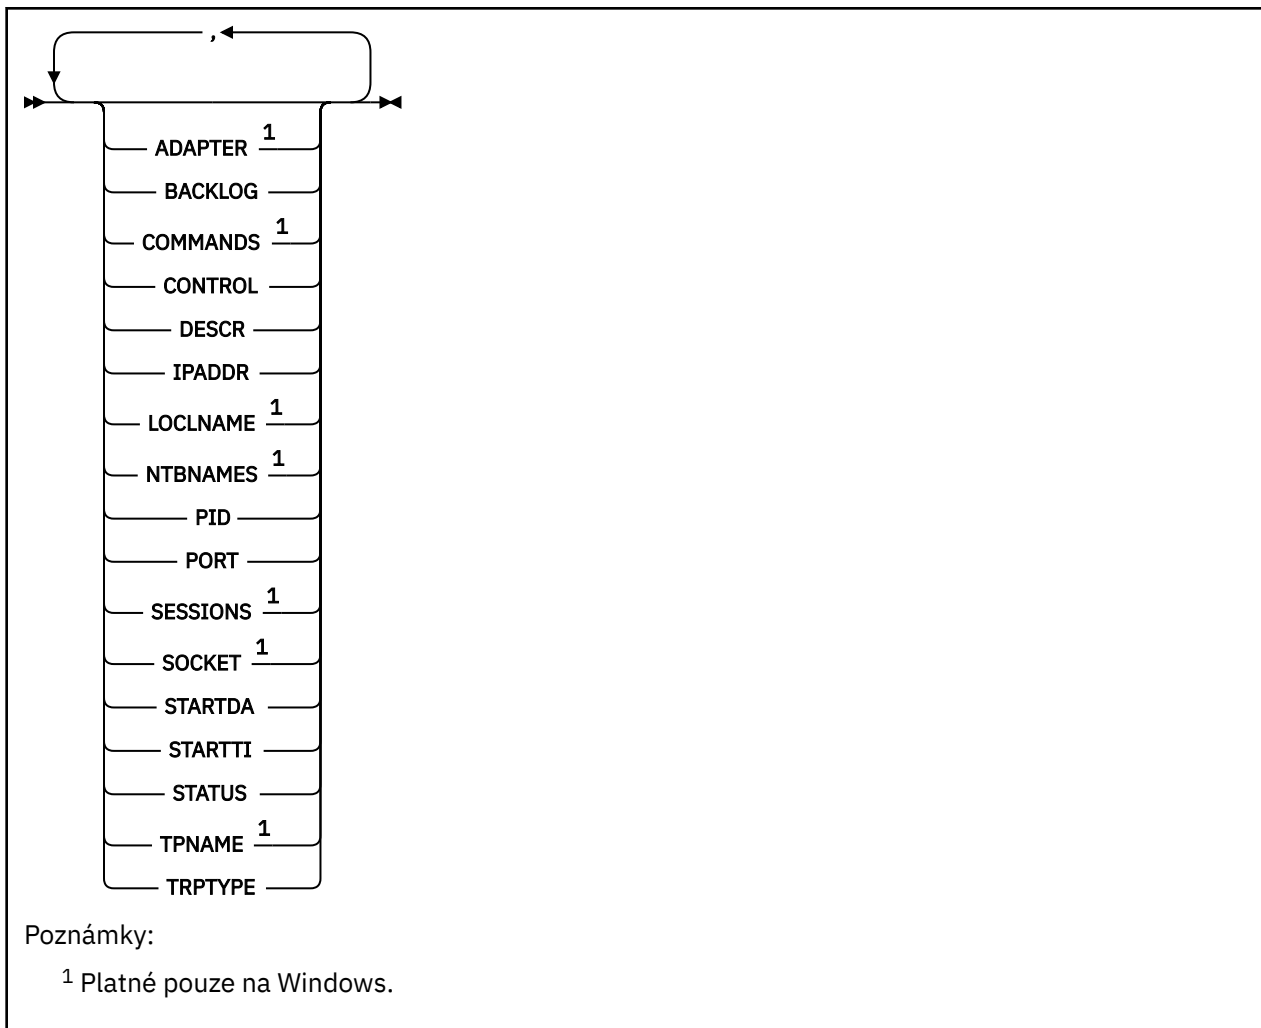 ,
ADAPTER 1
BACKLOG
COMMANDS 1
CONTROL
DESCR
IPADDR
LOCLNAME 1
NTBNAMES 1
PID
PORT
SESSIONS 1
SOCKET 1
STARTDA
STARTTI
STATUS
TPNAME 1
TRPTYPE
Poznámky:
1 Platné pouze na Windows.